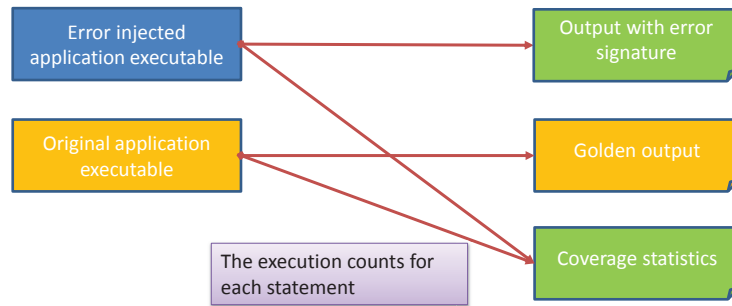 Error injected
application executable
Output with error
signature
Original application
executable
Golden output
The execution counts for
each statement
Coverage statistics